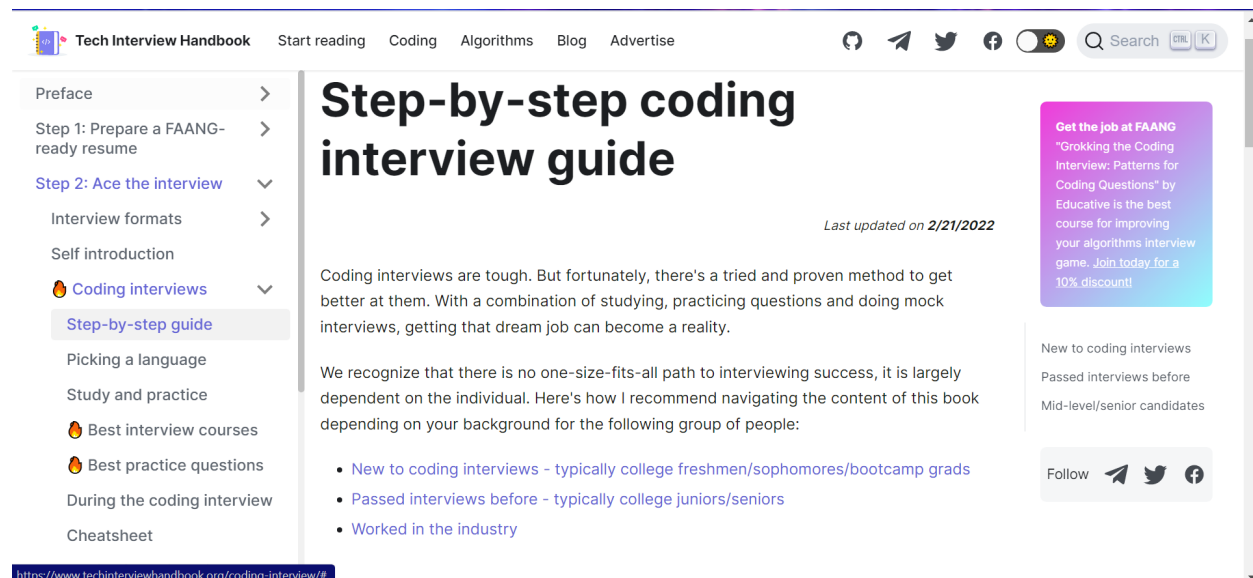 Tech Interview Handbook Start reading Coding Algorithms Blog Advertise Search CTRL K
Preface
Step 1: Prepare a FAANG-
ready resume
Step 2: Ace the interview
Interview formats
Self introduction
Coding interviews
Step-by-step guide
Picking a language
Study and practice
Best interview courses
Best practice questions
During the coding interview
Cheatsheet
Step-by-step coding
interview guide
Last updated on 2/21/2022
Coding interviews are tough. But fortunately, there's a tried and proven method to get
better at them. With a combination of studying, practicing questions and doing mock
interviews, getting that dream job can become a reality.
We recognize that there is no one-size-fits-all path to interviewing success, it is largely
dependent on the individual. Here's how I recommend navigating the content of this book
depending on your background for the following group of people:
• New to coding interviews - typically college freshmen/sophomores/bootcamp grads
• Passed interviews before - typically college juniors/seniors
• Worked in the industry
Get the job at FAANG
"Grokking the Coding
Interview: Patterns for
Coding Questions" by
Educative is the best
course for improving
your algorithms interview
game. Join today for a
10% discount!
New to coding interviews
Passed interviews before
Mid-level/senior candidates
Follow
https://www.techinterviewhandbook.org/coding-interview/#